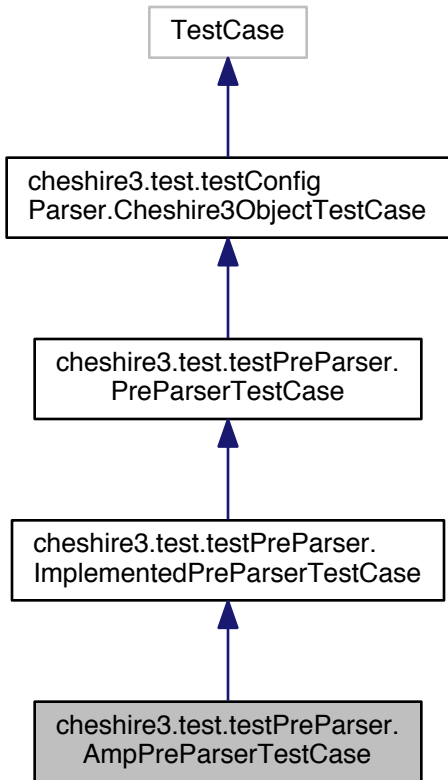 TestCase
cheshire3.test.testConfig
Parser.Cheshire3ObjectTestCase
cheshire3.test.testPreParser.
PreParserTestCase
cheshire3.test.testPreParser.
ImplementedPreParserTestCase
cheshire3.test.testPreParser.
AmpPreParserTestCase